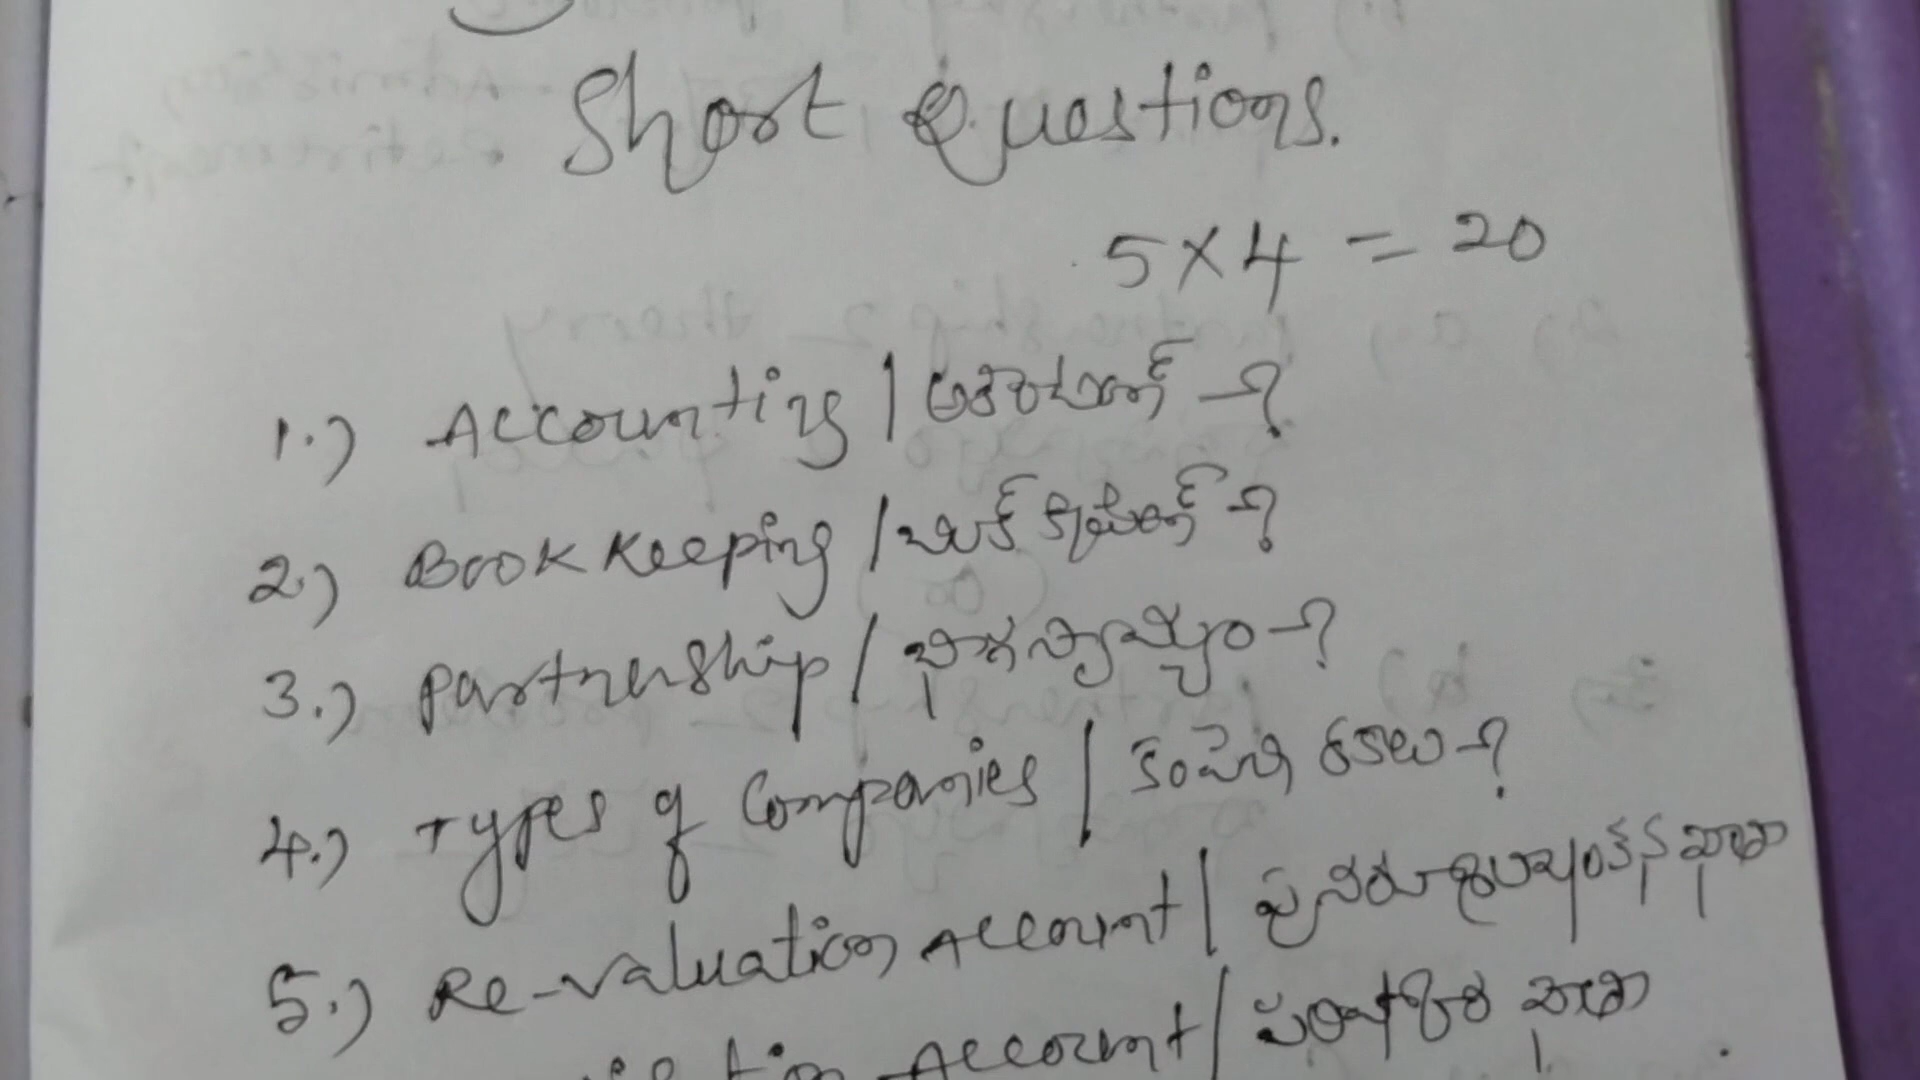 Short Questions.
5 x 4 = 20
1.) Accounting | అకౌంటింగ్ -?
2.) Book Keeping / బుక్ కీపింగ్ -?
3.) Partnership / భాగస్వామ్యం -?
4.) Types of Companies / కంపెనీ రకాలు -?
5.) Re-valuation Account / పునర్మూల్యాంకన ఖాతా
Account / ఖాతా